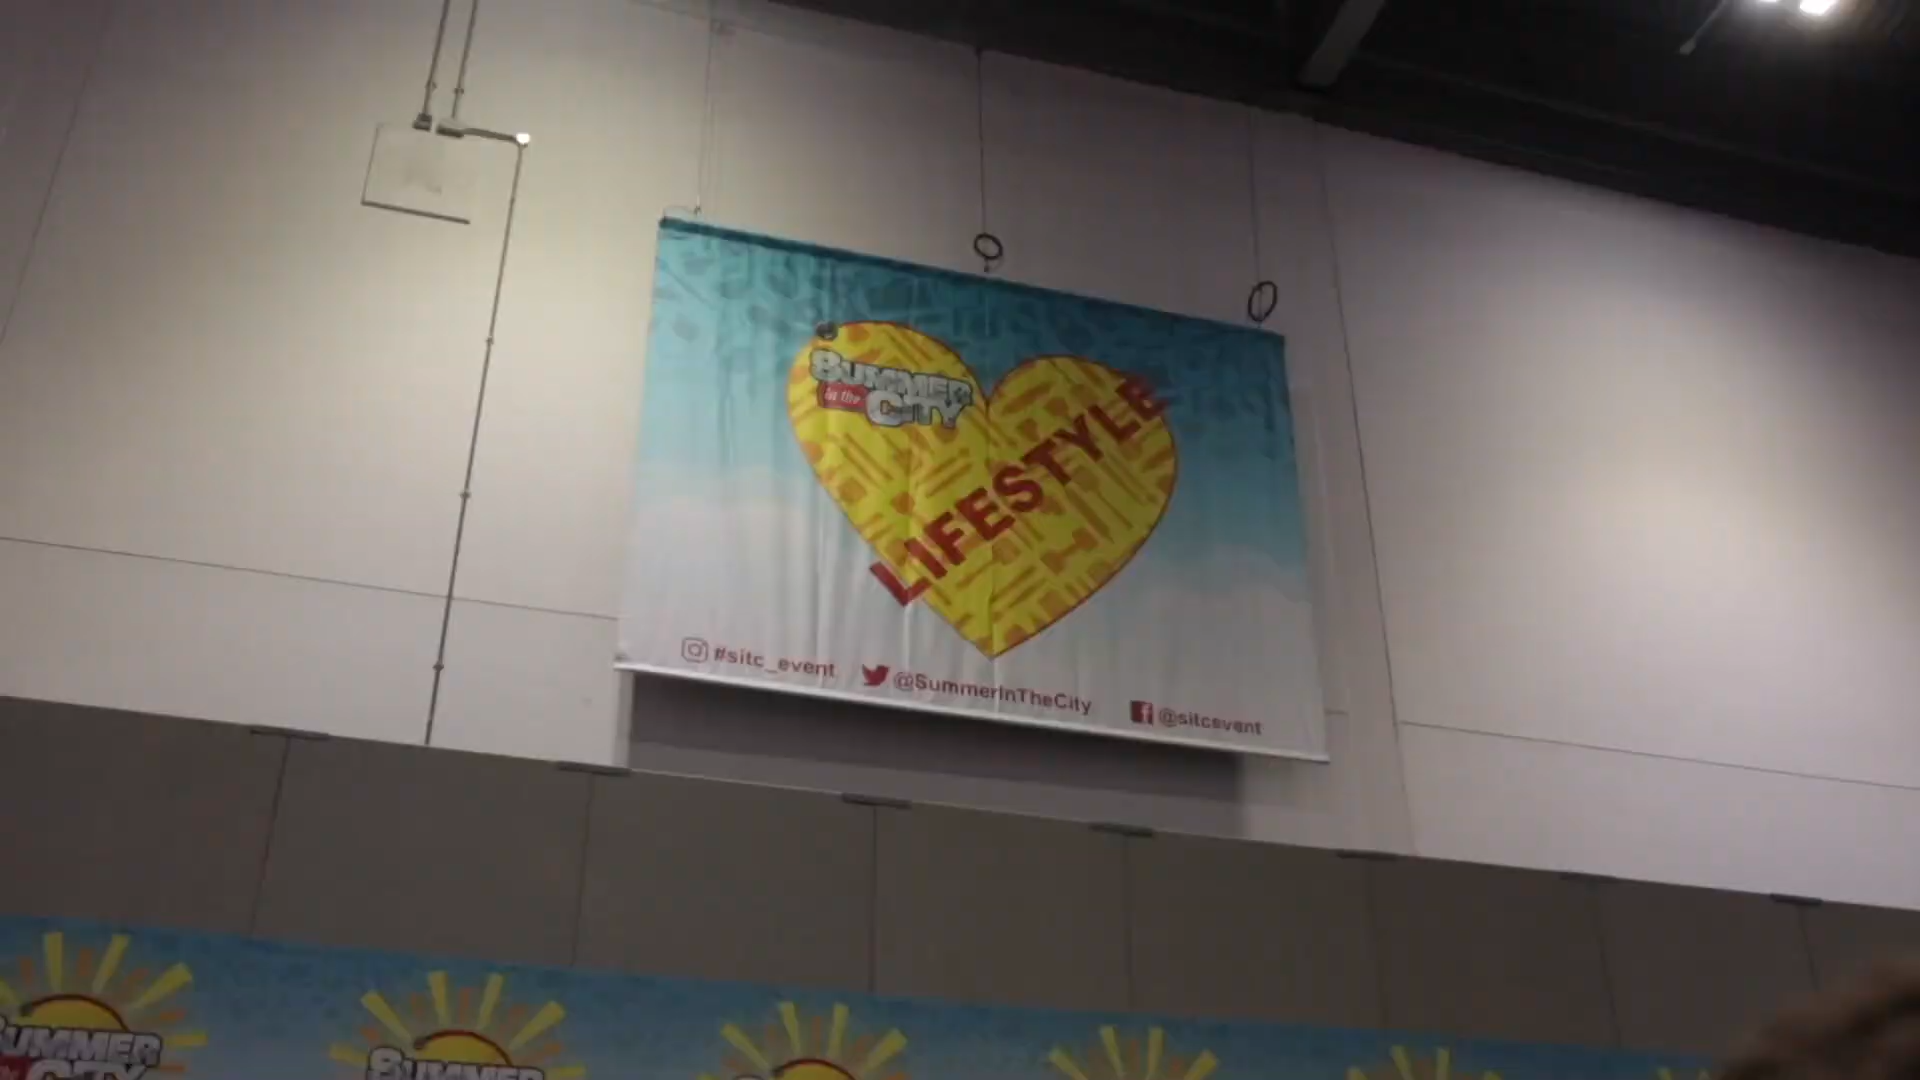 SUMMER
in the
CITY
LIFESTYLE
#sitc_event
@SummerInTheCity
@sitcevent
SUMMER
CITY
SUMMER